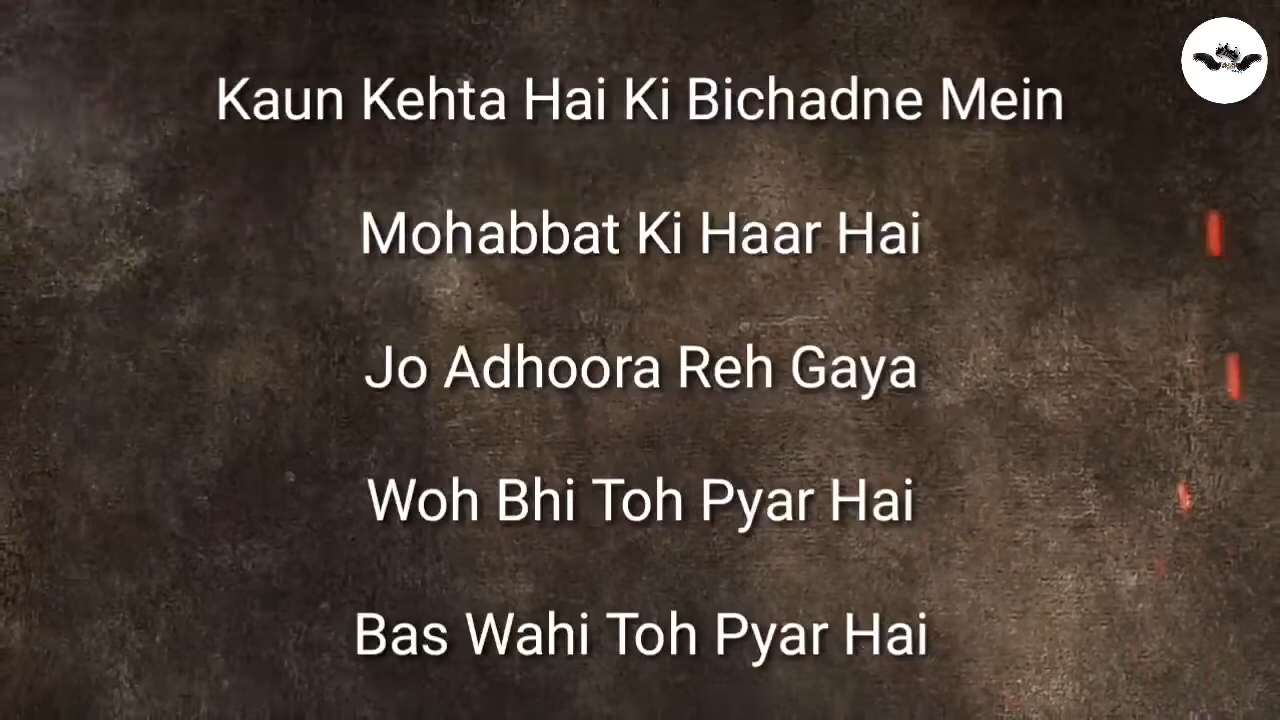 Kaun Kehta Hai Ki Bichadne Mein
Mohabbat Ki Haar Hai
Jo Adhoora Reh Gaya
Woh Bhi Toh Pyar Hai
Bas Wahi Toh Pyar Hai